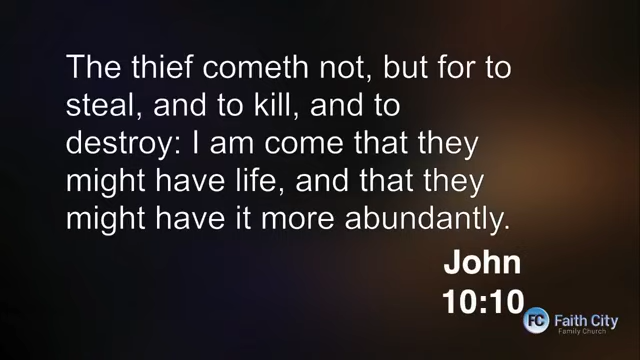 The thief cometh not, but for to
steal, and to kill, and to
destroy: I am come that they
might have life, and that they
might have it more abundantly.
John
10:10
FC Faith City
Family Church